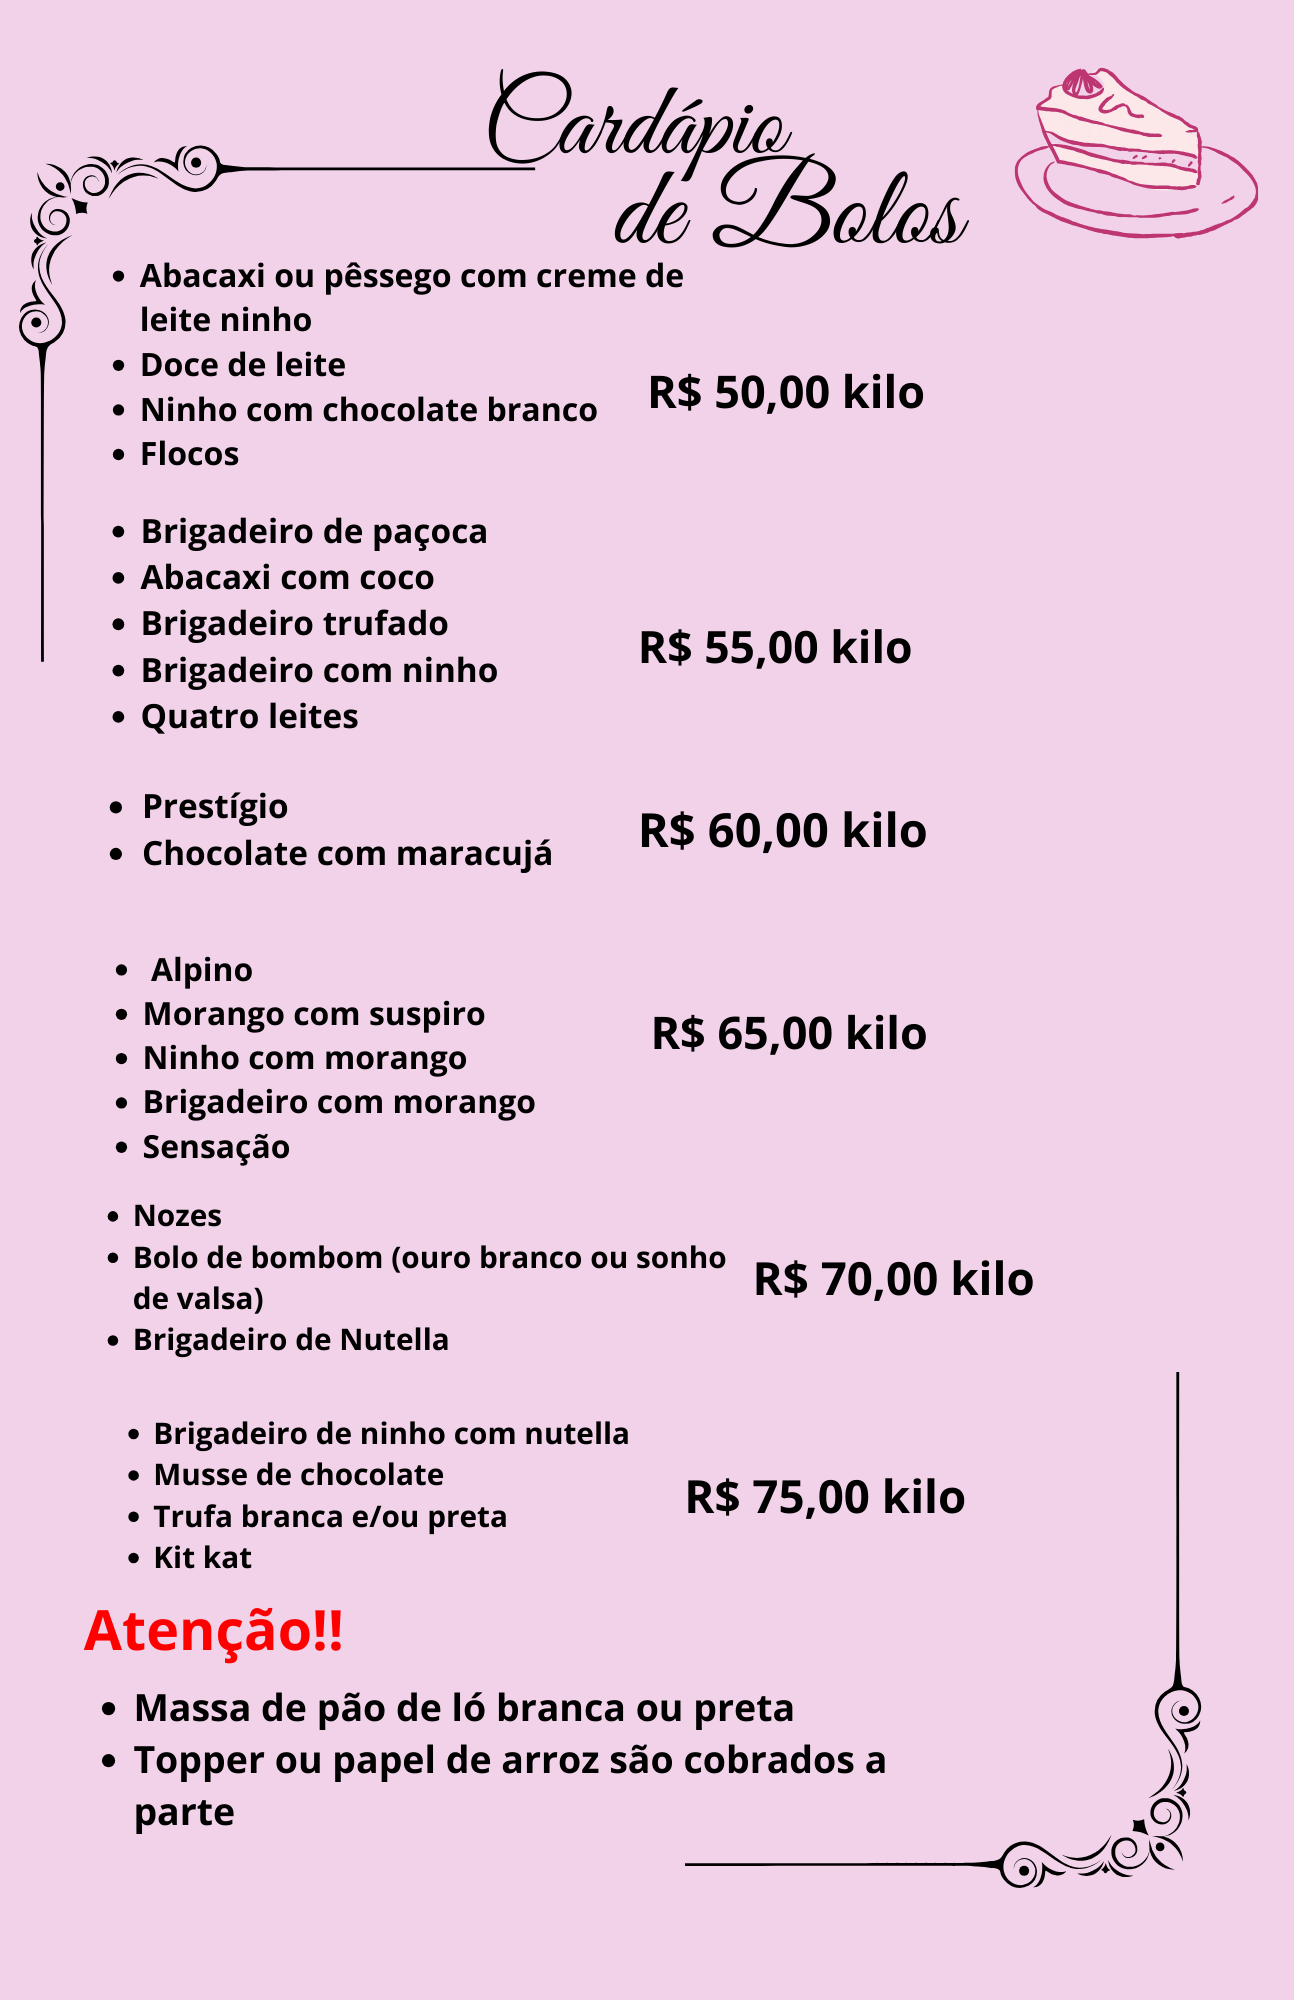 Cardápio
de Bolos
• Abacaxi ou pêssego com creme de
leite ninho
• Doce de leite
• Ninho com chocolate branco
• Flocos
R$ 50,00 kilo
• Brigadeiro de paçoca
• Abacaxi com coco
• Brigadeiro trufado
• Brigadeiro com ninho
• Quatro leites
R$ 55,00 kilo
• Prestígio
• Chocolate com maracujá
R$ 60,00 kilo
• Alpino
• Morango com suspiro
• Ninho com morango
• Brigadeiro com morango
• Sensação
R$ 65,00 kilo
• Nozes
• Bolo de bombom (ouro branco ou sonho
de valsa)
• Brigadeiro de Nutella
R$ 70,00 kilo
• Brigadeiro de ninho com nutella
• Musse de chocolate
• Trufa branca e/ou preta
• Kit kat
R$ 75,00 kilo
Atenção!!
• Massa de pão de ló branca ou preta
• Topper ou papel de arroz são cobrados a
parte